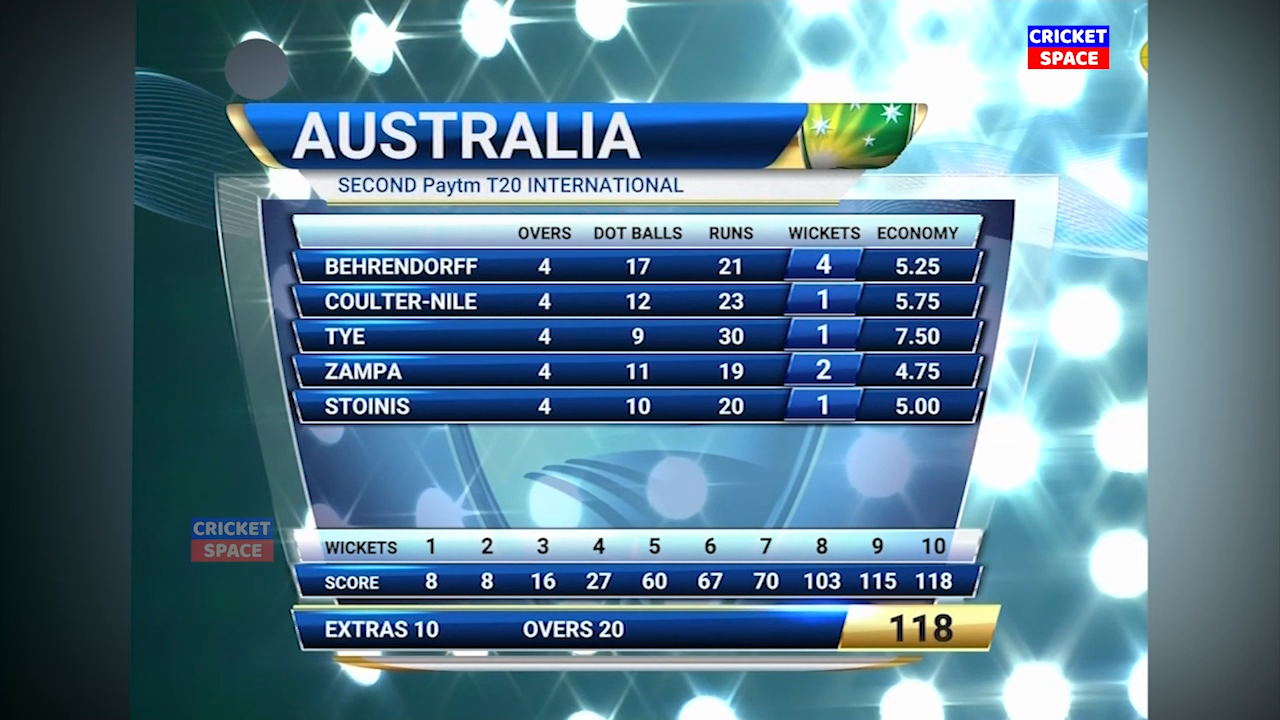 CRICKET
SPACE
AUSTRALIA
SECOND Paytm T20 INTERNATIONAL
OVERS DOT BALLS RUNS WICKETS ECONOMY
BEHRENDORFF 4 17 21 4 5.25
COULTER-NILE 4 12 23 1 5.75
TYE 4 9 30 1 7.50
ZAMPA 4 11 19 2 4.75
STOINIS 4 10 20 1 5.00
CRICKET
SPACE
WICKETS 1 2 3 4 5 6 7 8 9 10
SCORE 8 8 16 27 60 67 70 103 115 118
EXTRAS 10 OVERS 20 118